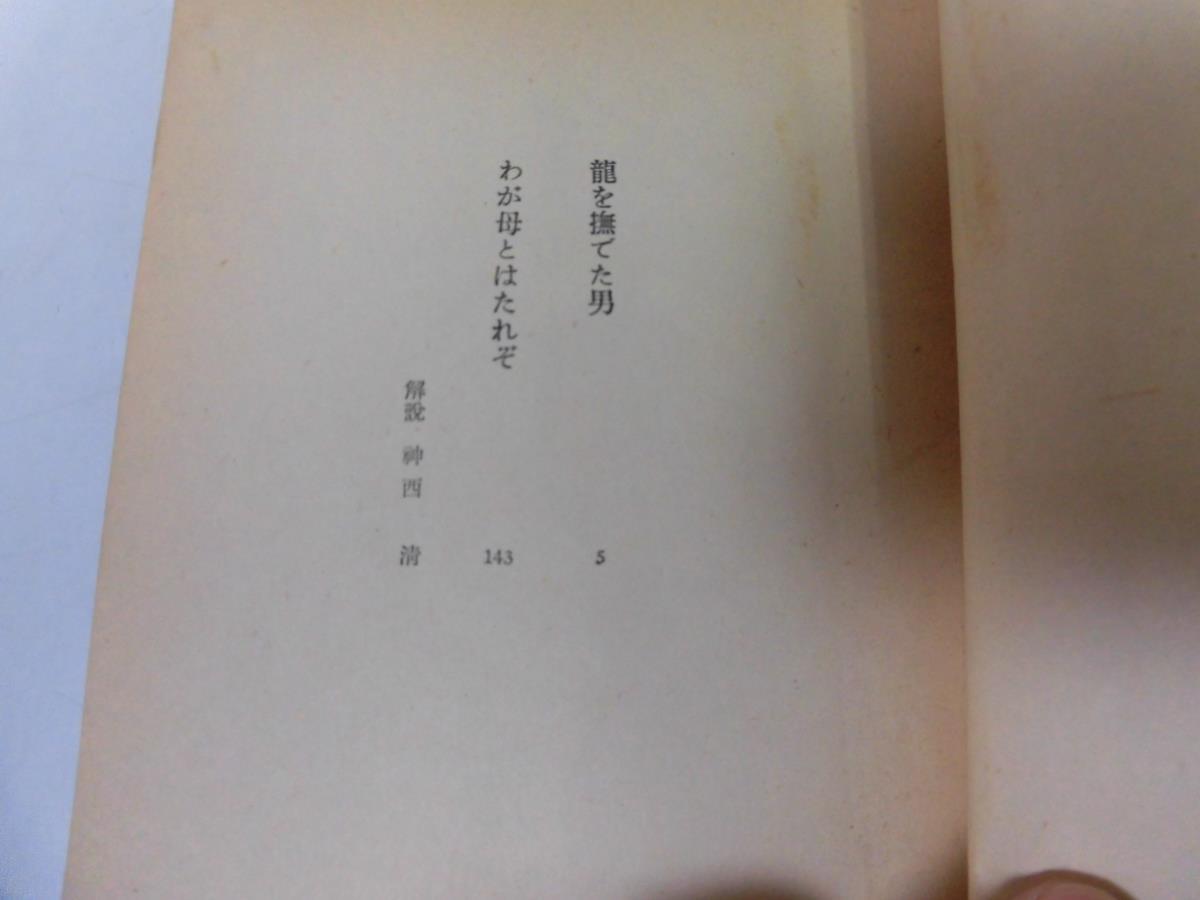 龍を撫でた男 5
わが母とはたれぞ 143
解說 神西 清